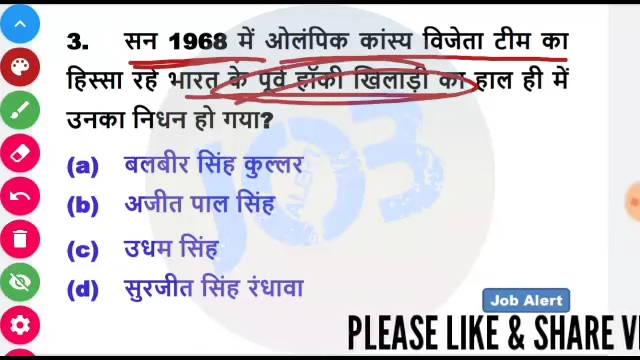 3. सन 1968 में ओलंपिक कांस्य विजेता टीम का
हिस्सा रहे भारत के पूर्व हॉकी खिलाड़ी का हाल ही में
उनका निधन हो गया?
(a) बलबीर सिंह कुल्लर
(b) अजीत पाल सिंह
(c) उधम सिंह
(d) सुरजीत सिंह रंधावा
JOB
Job Alert
PLEASE LIKE & SHARE